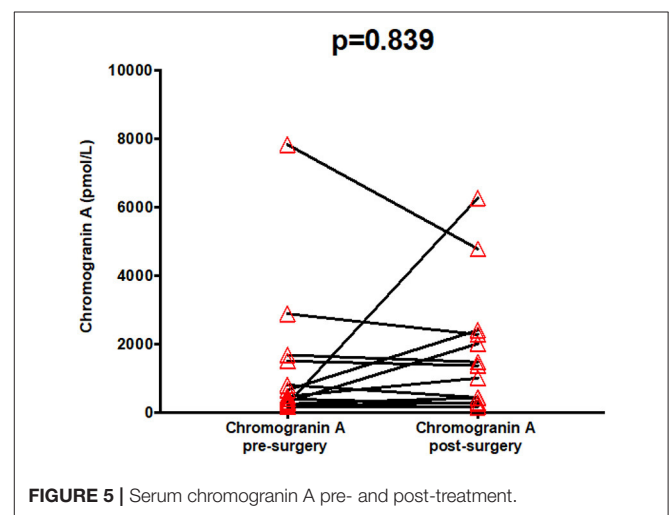 p=0.839
10000
8000
6000
4000
2000
0
Chromogranin A (pmol/L)
Chromogranin A
pre-surgery
Chromogranin A
post-surgery
FIGURE 5 | Serum chromogranin A pre- and post-treatment.